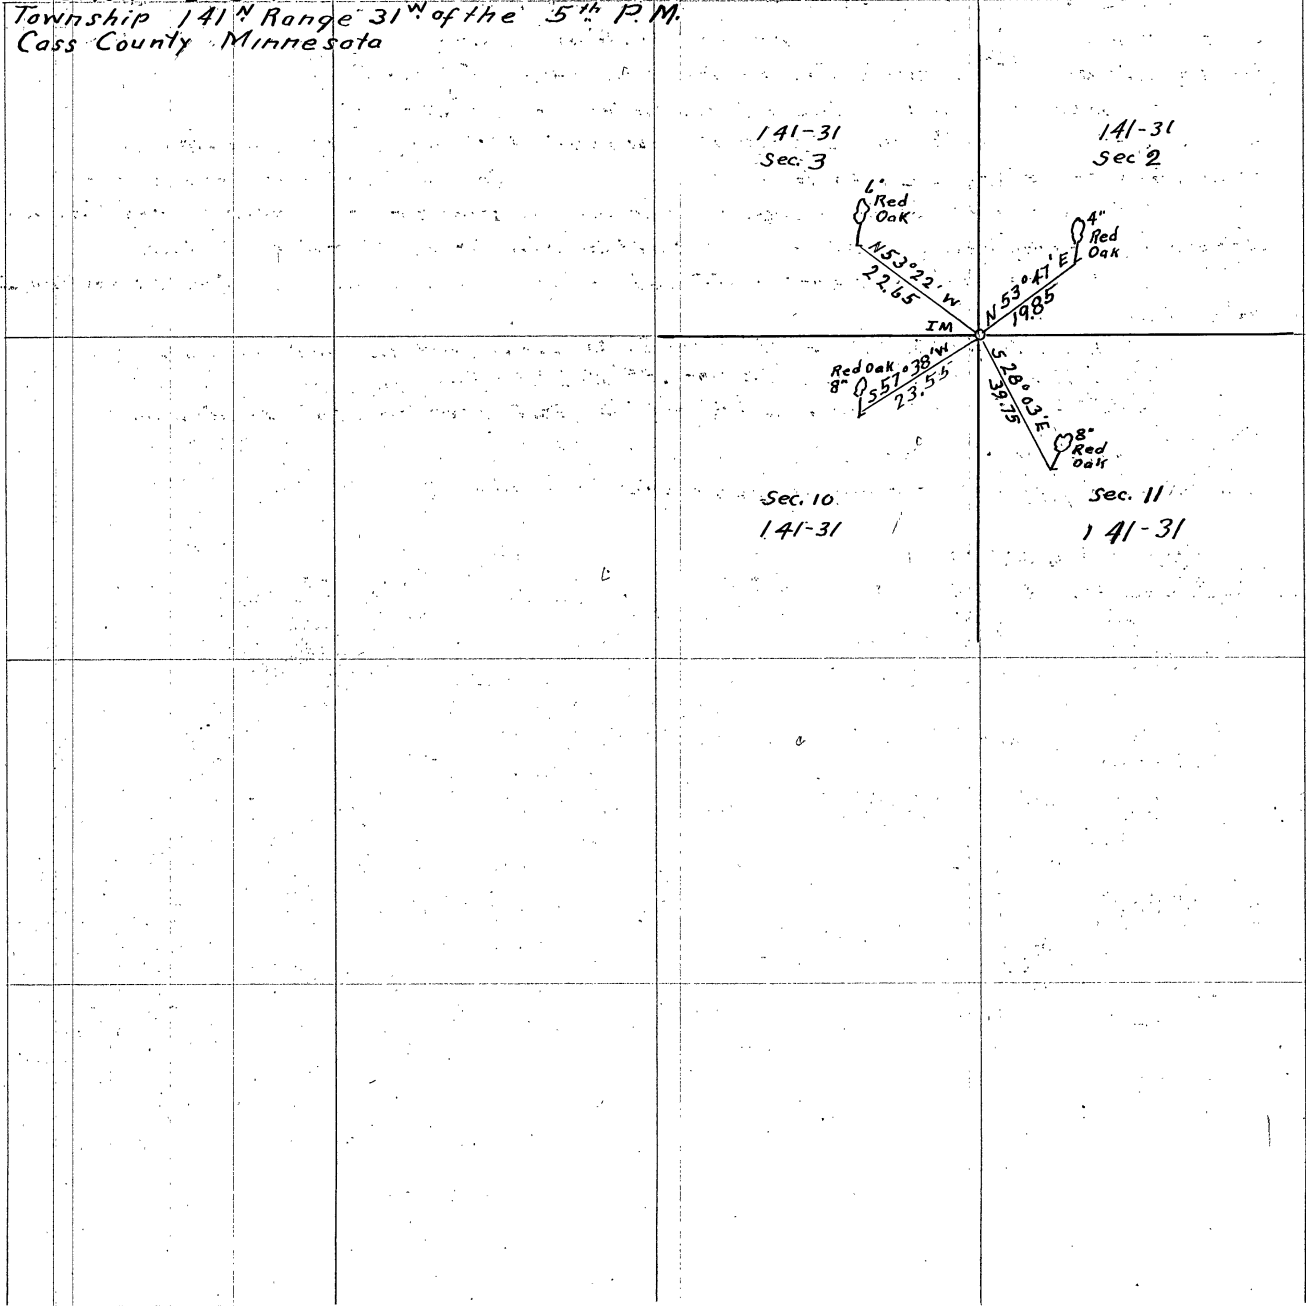 Township 141 N. Range 31 W. of the 5th P.M.
Cass County Minnesota
141-31
Sec. 3
141-31
Sec 2
6"
Red
Oak
4"
Red
Oak
N53°22'W
22.65
N53°47'E
19.85
IM
Red Oak
8"
S57°38'W
23.55
S28°03'E
39.75
8"
Red
Oak
Sec. 10
141-31
Sec. 11
141-31